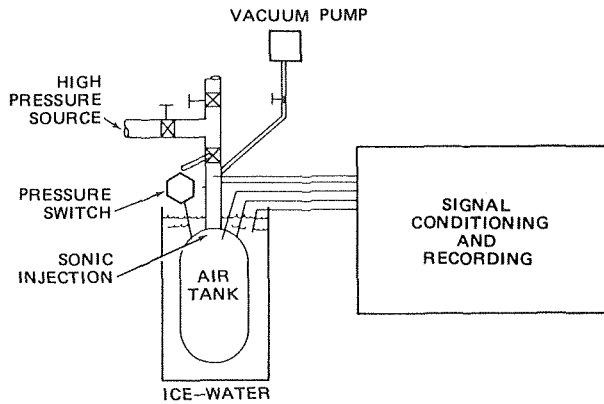 VACUUM PUMP
HIGH
PRESSURE
SOURCE
PRESSURE
SWITCH
SONIC
INJECTION
AIR
TANK
SIGNAL
CONDITIONING
AND
RECORDING
ICE–WATER